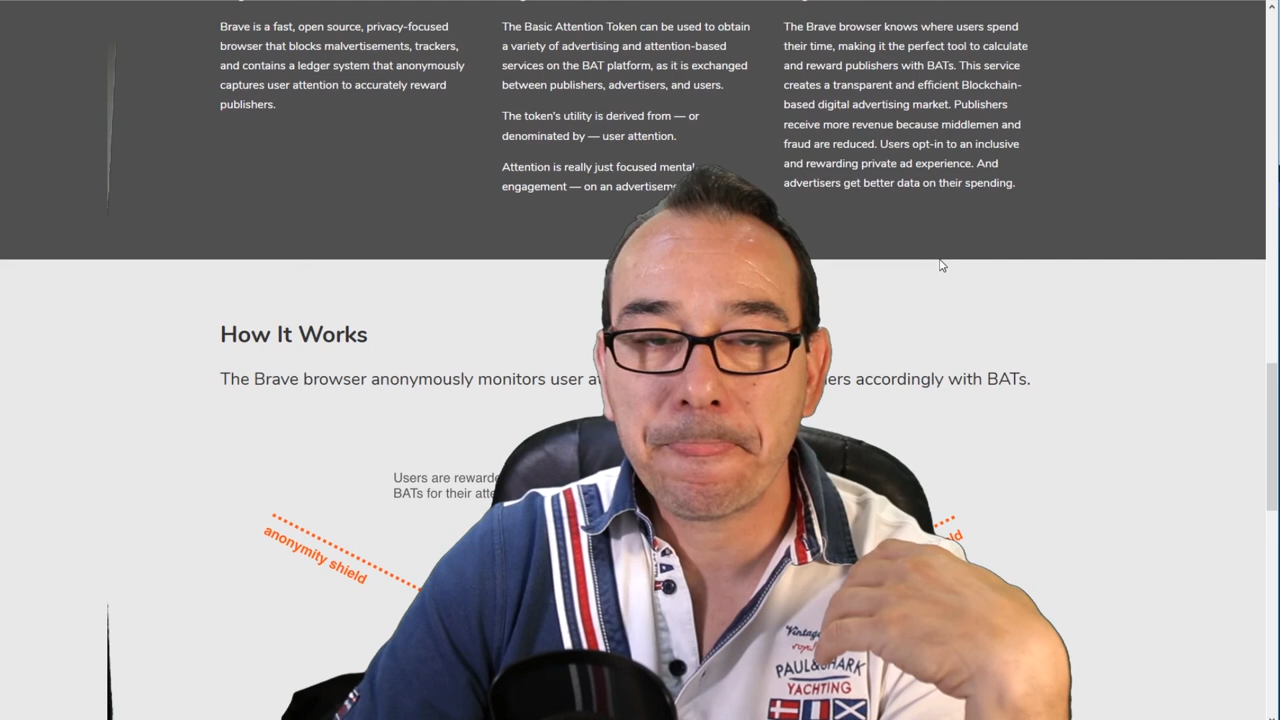 Brave is a fast, open source, privacy-focused
browser that blocks malvertisements, trackers,
and contains a ledger system that anonymously
captures user attention to accurately reward
publishers.
The Basic Attention Token can be used to obtain
a variety of advertising and attention-based
services on the BAT platform, as it is exchanged
between publishers, advertisers, and users.
The token's utility is derived from — or
denominated by — user attention.
Attention is really just focused mental
engagement — on an
The Brave browser knows where users spend
their time, making it the perfect tool to calculate
and reward publishers with BATs. This service
creates a transparent and efficient Blockchain-
based digital advertising market. Publishers
receive more revenue because middlemen and
fraud are reduced. Users opt-in to an inclusive
and rewarding private ad experience. And
advertisers get better data on their spending.
How It Works
The Brave browser anonymously monitors user
accordingly with BATs.
Users are
BATs for their
anonymity shield
Vintage
PAUL&SHARK
YACHTING